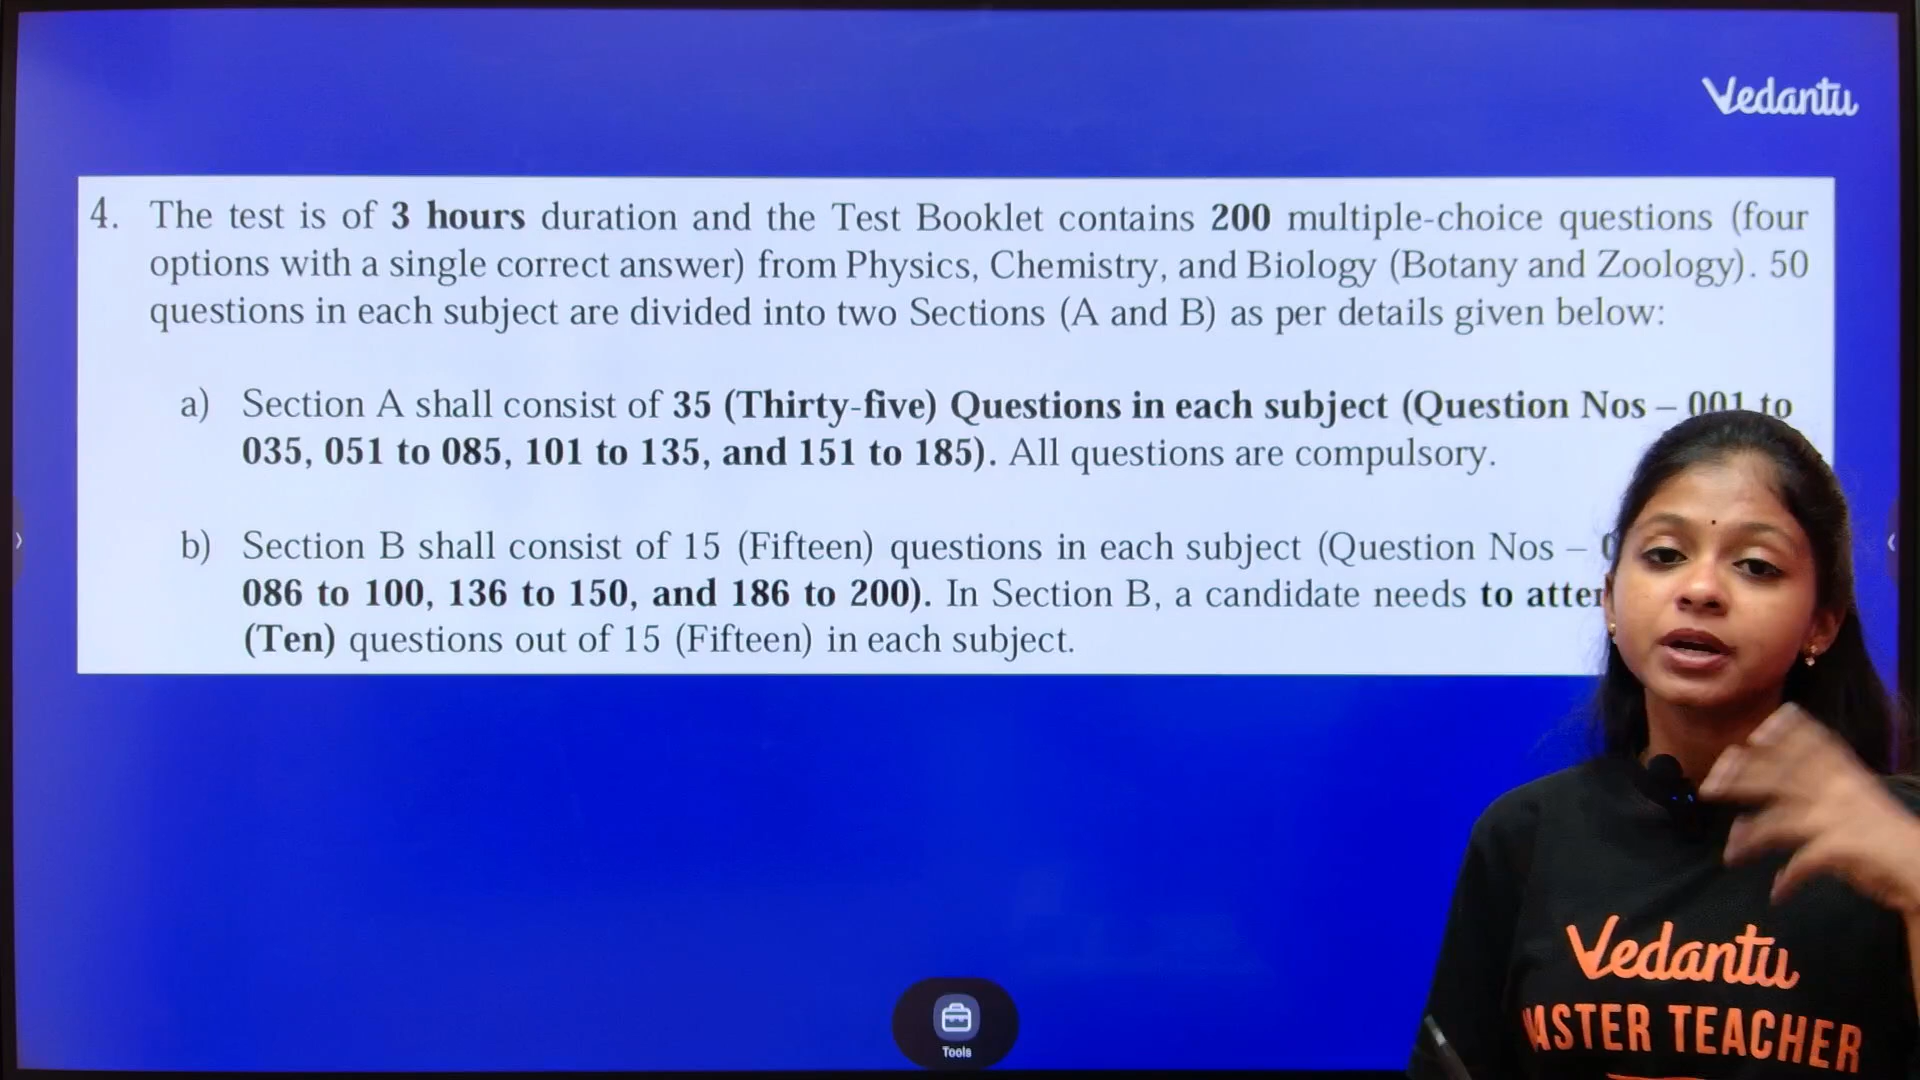 Vedantu
4. The test is of 3 hours duration and the Test Booklet contains 200 multiple-choice questions (four
options with a single correct answer) from Physics, Chemistry, and Biology (Botany and Zoology). 50
questions in each subject are divided into two Sections (A and B) as per details given below:
a) Section A shall consist of 35 (Thirty-five) Questions in each subject (Question Nos – 001 to
035, 051 to 085, 101 to 135, and 151 to 185). All questions are compulsory.
b) Section B shall consist of 15 (Fifteen) questions in each subject (Question Nos –
086 to 100, 136 to 150, and 186 to 200). In Section B, a candidate needs to
(Ten) questions out of 15 (Fifteen) in each subject.
Tools
Vedantu
TEACHER